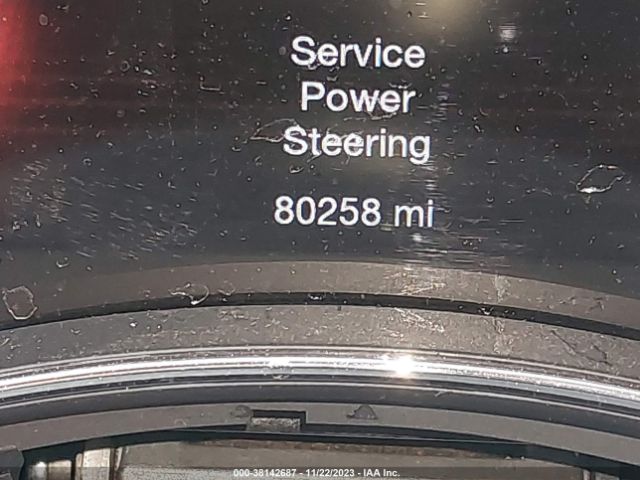 Service
Power
Steering
80258 mi
000-38142687 - 11/22/2023 - IAA Inc.